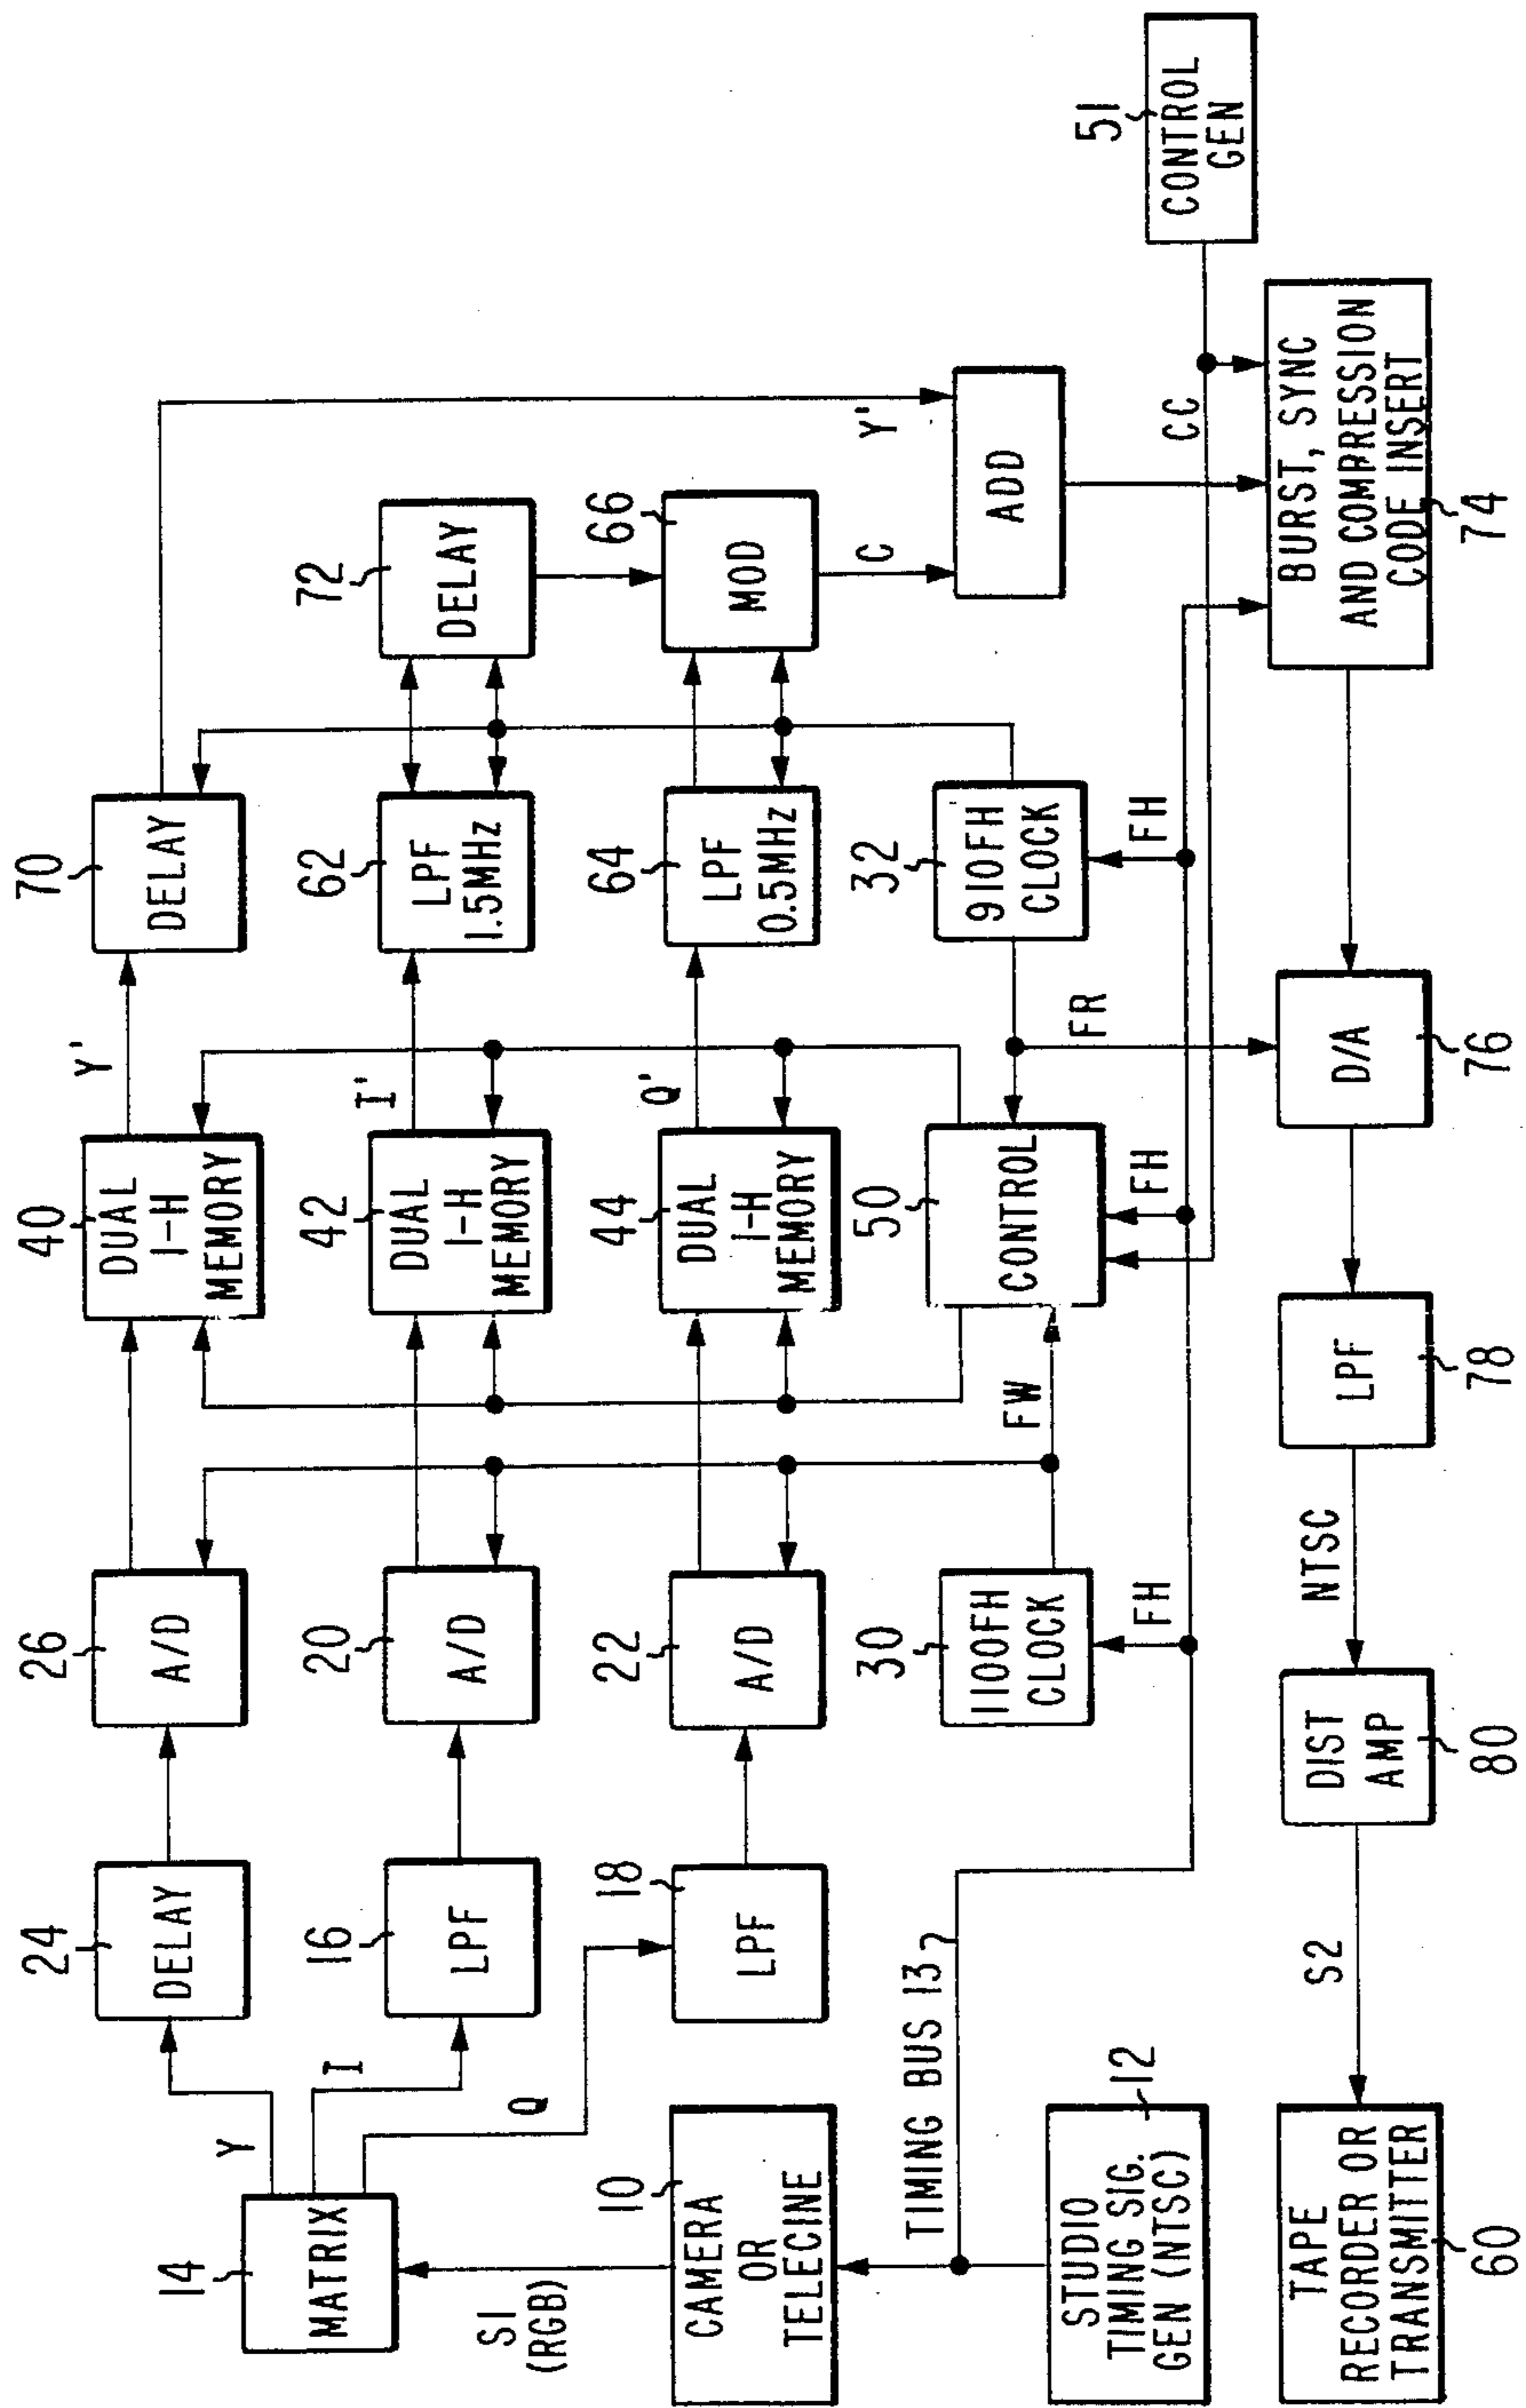 14
MATRIX
Y
I
Q
S1
(RGB)
10
CAMERA
OR
TELECINE
TIMING BUS 13
12
STUDIO
TIMING SIG.
GEN (NTSC)
24
DELAY
16
LPF
18
LPF
26
A/D
20
A/D
22
A/D
30
1100FH
CLOCK
FH
FW
40
DUAL
1-H
MEMORY
42
DUAL
1-H
MEMORY
44
DUAL
1-H
MEMORY
50
CONTROL
FH
Y'
I'
Q'
FR
70
DELAY
62
LPF
1.5MHz
64
LPF
0.5MHz
32
910FH
CLOCK
FH
72
DELAY
66
MOD
C
Y'
ADD
51
CONTROL
GEN
CC
BURST, SYNC
AND COMPRESSION
CODE INSERT
74
D/A
76
LPF
78
NTSC
DIST
AMP
80
S2
TAPE
RECORDER OR
TRANSMITTER
60